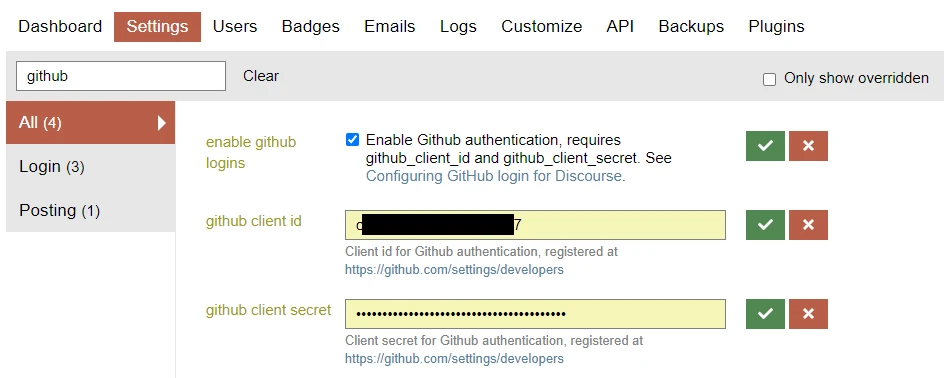 Dashboard Settings Users Badges Emails Logs Customize API Backups Plugins
github Clear Only show overridden
All (4)
Login (3)
Posting (1)
enable github
logins
Enable Github authentication, requires
github_client_id and github_client_secret. See
Configuring GitHub login for Discourse.
github client id
7
Client id for Github authentication, registered at
https://github.com/settings/developers
github client secret
Client secret for Github authentication, registered at
https://github.com/settings/developers